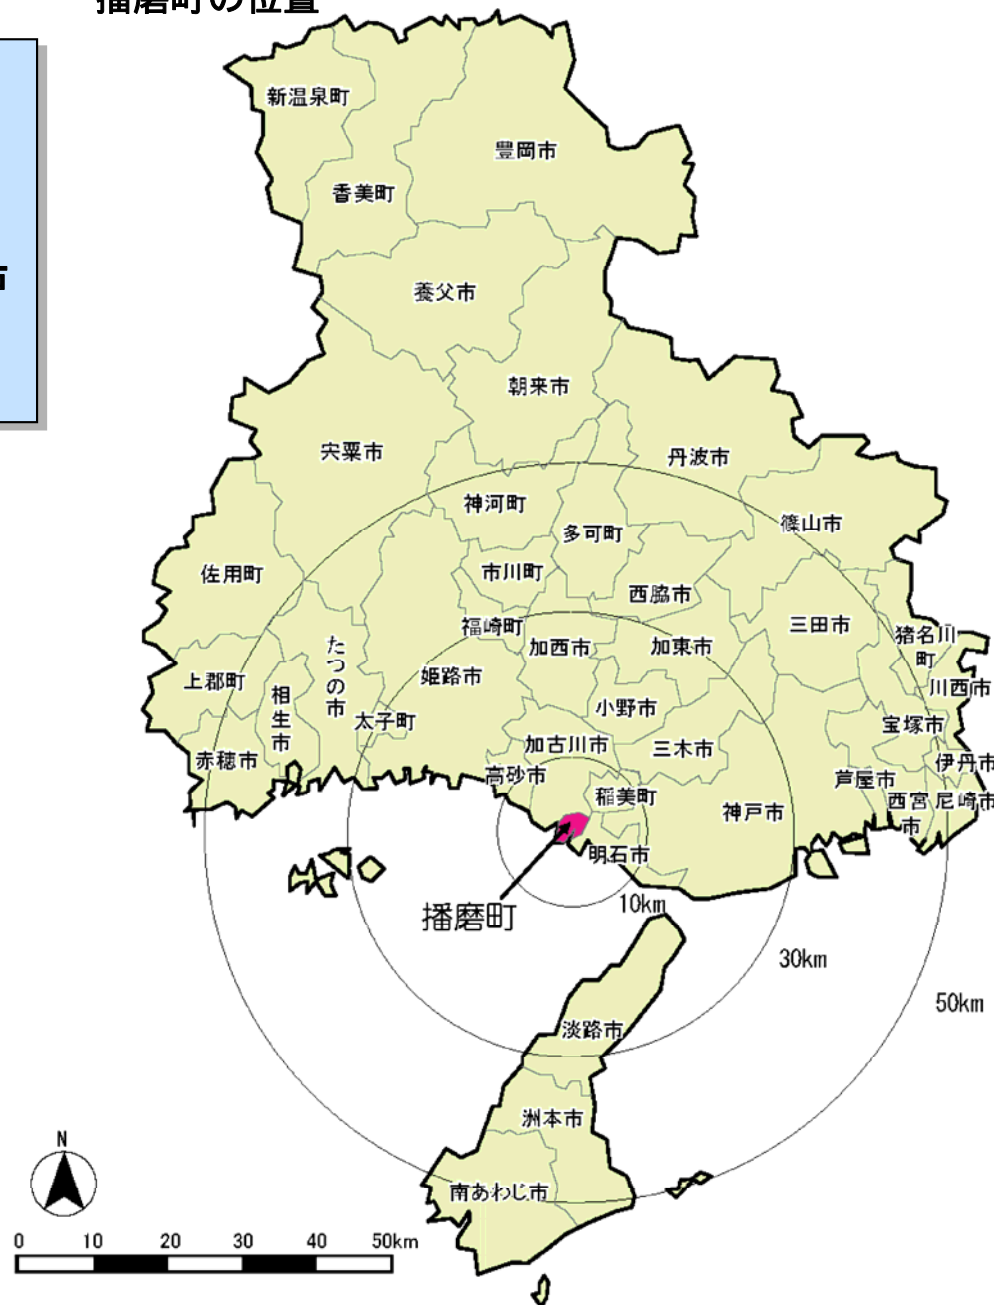 播磨町の位置
市
新温泉町
豊岡市
香美町
養父市
朝来市
宍粟市
丹波市
神河町
篠山市
多可町
佐用町
市川町
西脇市
三田市
福崎町
猪名川
町
たつの市
加西市
加東市
上郡町
姫路市
川西市
相生市
小野市
太子町
宝塚市
加古川市
三木市
赤穂市
伊丹市
高砂市
芦屋市
稲美町
西宮
市
尼崎市
神戸市
明石市
播磨町
10km
30km
50km
淡路市
洲本市
南あわじ市
N
0 10 20 30 40 50km